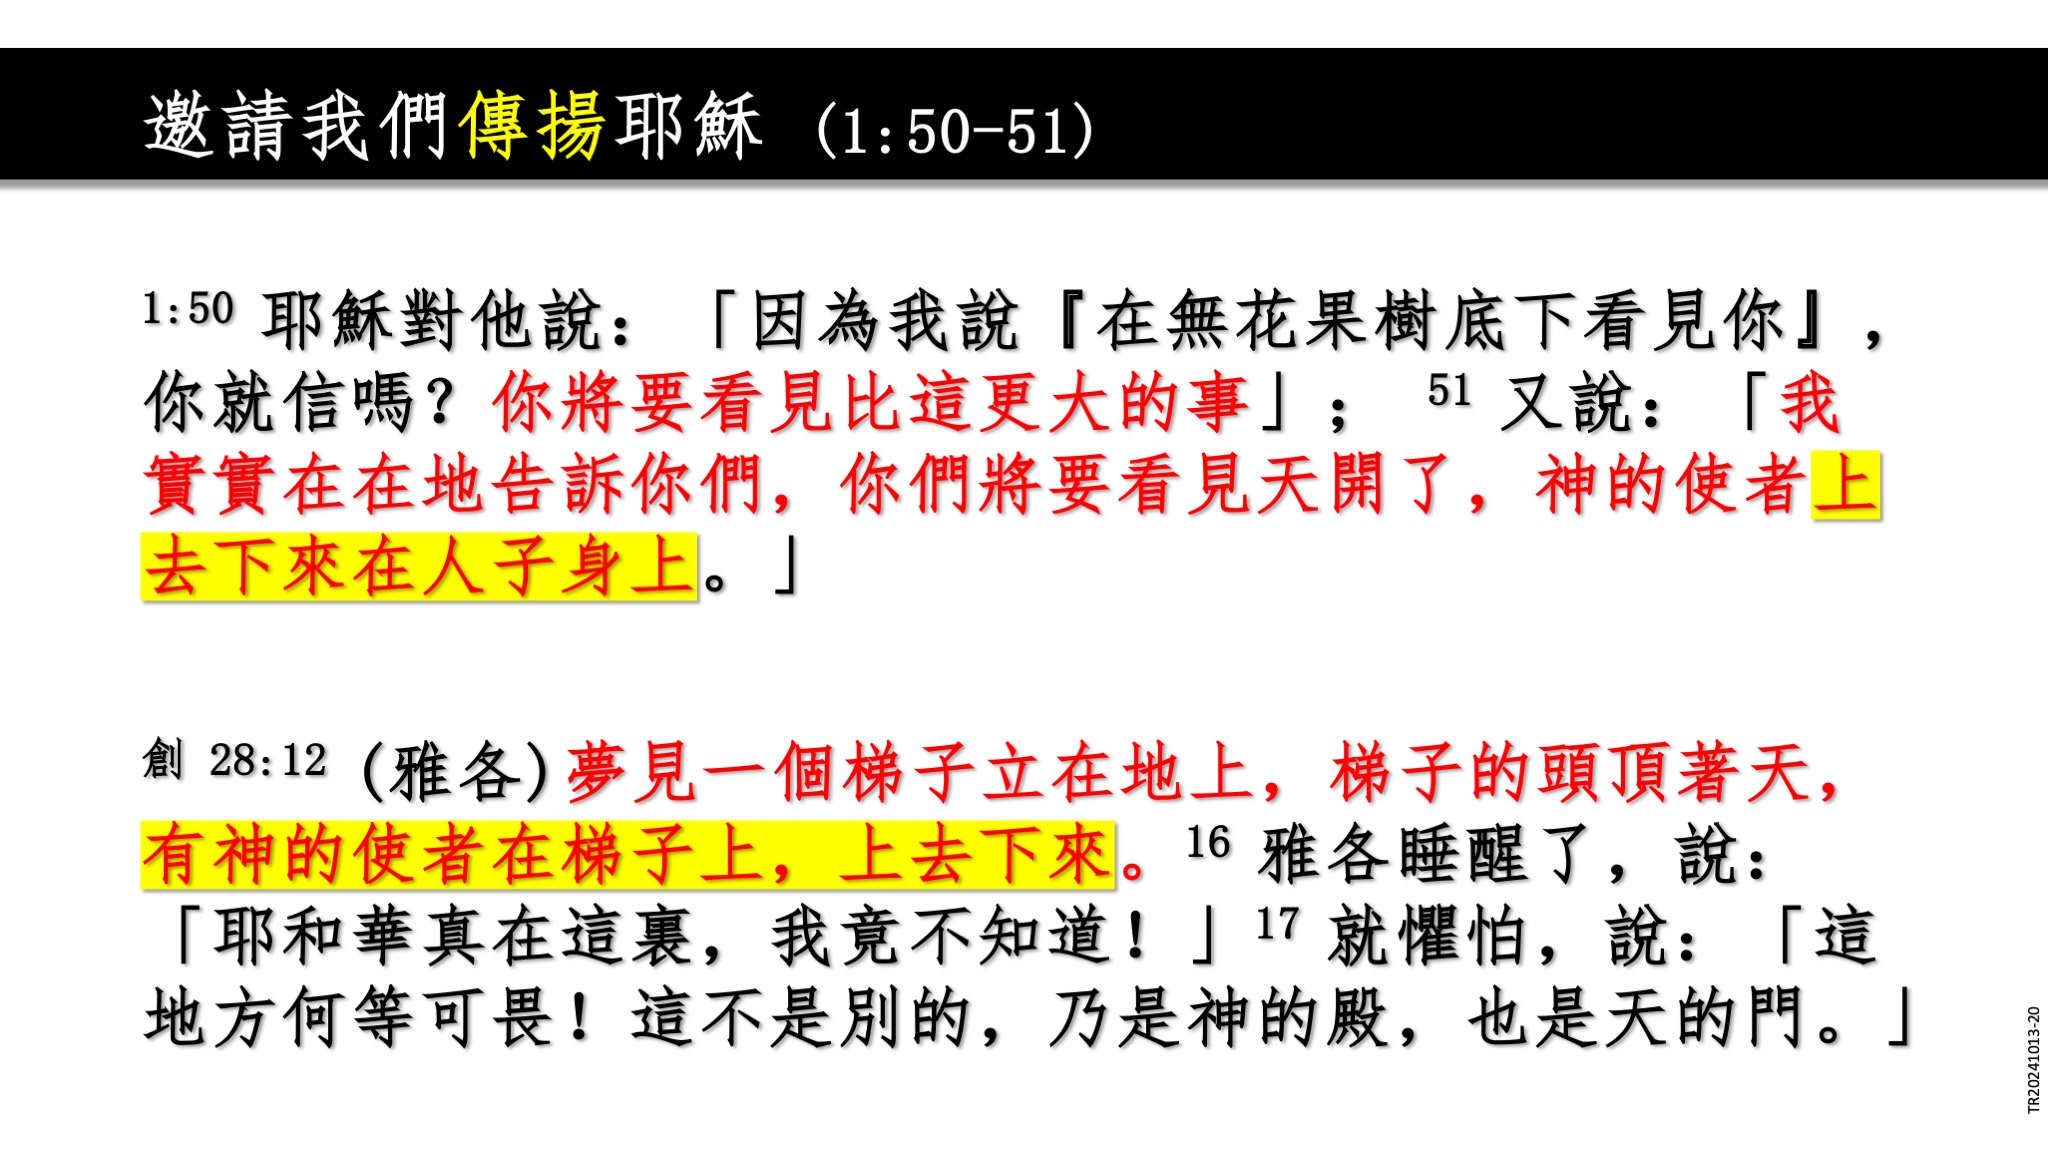 邀請我們傳揚耶穌 (1:50-51)
1:50 耶穌對他說：「因為我說『在無花果樹底下看見你』，
你就信嗎？你將要看見比這更大的事」； 51 又說：「我
實實在在地告訴你們，你們將要看見天開了，神的使者上
去下來在人子身上。」
創 28:12 (雅各)夢見一個梯子立在地上，梯子的頭頂著天，
有神的使者在梯子上，上去下來。16 雅各睡醒了，說：
「耶和華真在這裏，我竟不知道！」17 就懼怕，說：「這
地方何等可畏！這不是別的，乃是神的殿，也是天的門。」
TR20241013-20